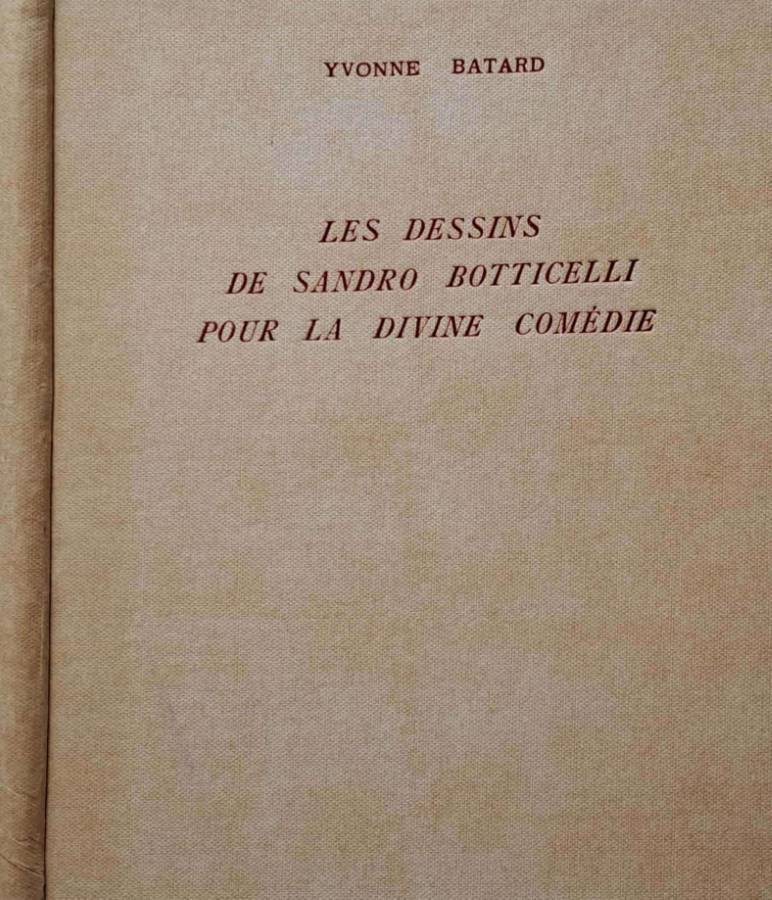 YVONNE BATARD
LES DESSINS
DE SANDRO BOTTICELLI
POUR LA DIVINE COMÉDIE